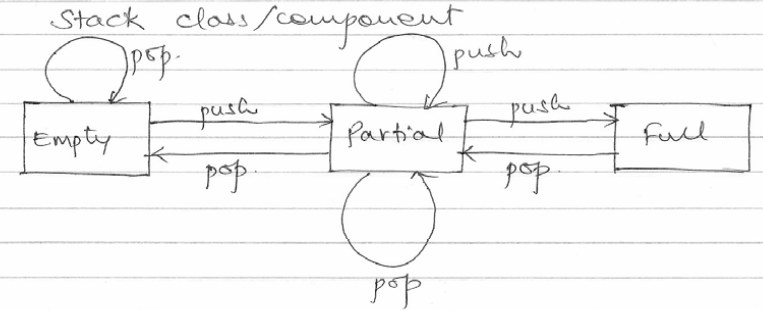 Stack class/component
pop.
push
push
push
Empty
Partial
Full
pop.
pop.
pop